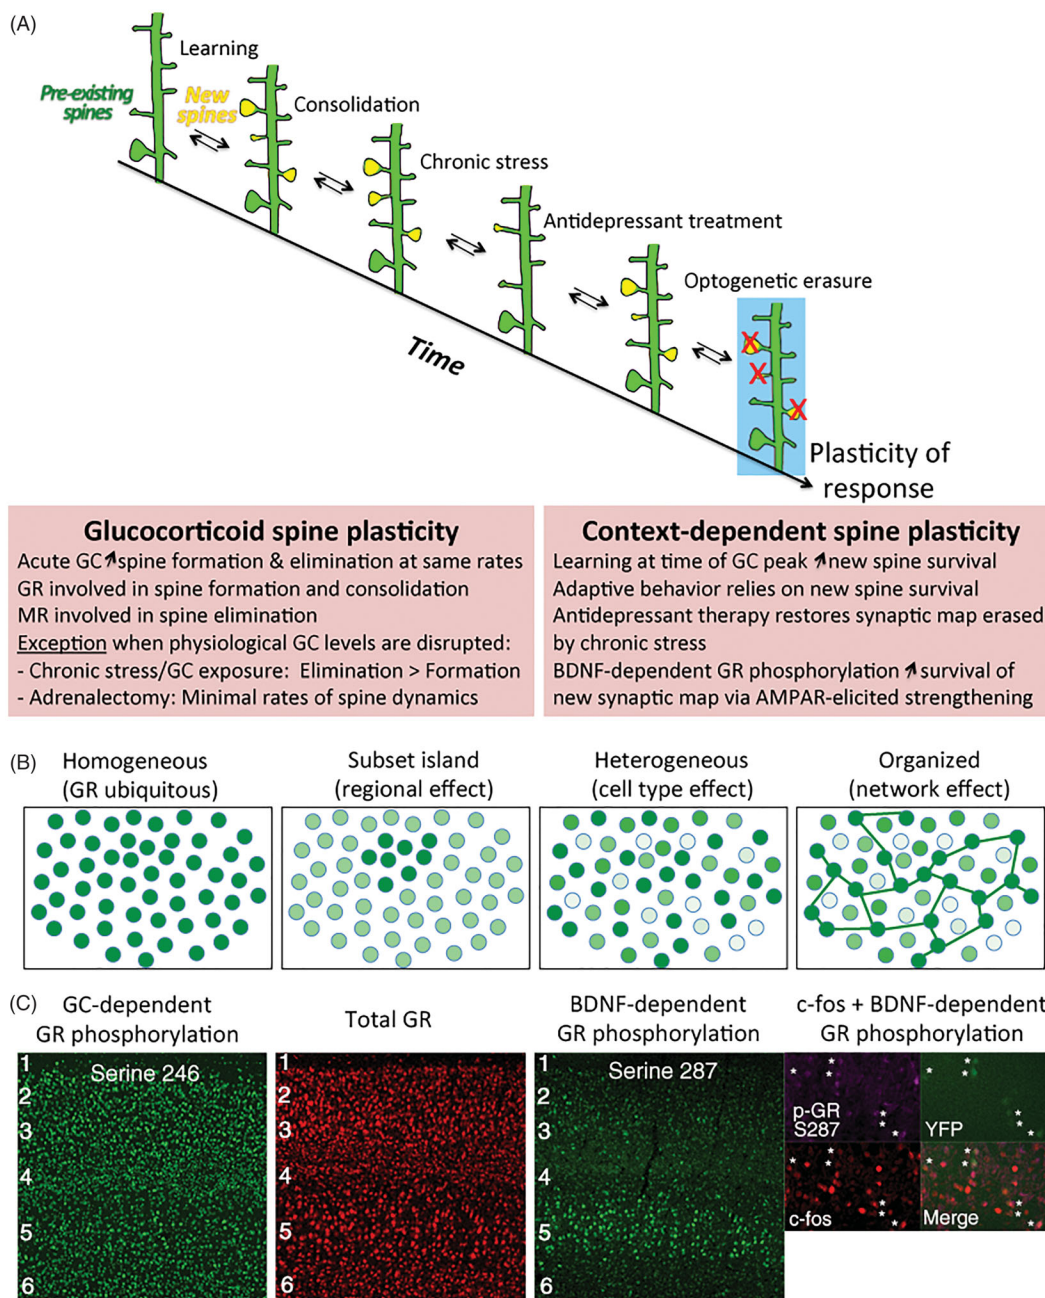 (A)
Learning
Pre-existing
spines
New
spines
Consolidation
Chronic stress
Antidepressant treatment
Optogenetic erasure
Time
Plasticity of
response
Glucocorticoid spine plasticity
Acute GC↗spine formation & elimination at same rates
GR involved in spine formation and consolidation
MR involved in spine elimination
Exception when physiological GC levels are disrupted:
- Chronic stress/GC exposure: Elimination > Formation
- Adrenalectomy: Minimal rates of spine dynamics
Context-dependent spine plasticity
Learning at time of GC peak ↗new spine survival
Adaptive behavior relies on new spine survival
Antidepressant therapy restores synaptic map erased
by chronic stress
BDNF-dependent GR phosphorylation ↗survival of
new synaptic map via AMPAR-elicited strengthening
(B)
Homogeneous
(GR ubiquitous)
Subset island
(regional effect)
Heterogeneous
(cell type effect)
Organized
(network effect)
(C)
GC-dependent
GR phosphorylation
Total GR
BDNF-dependent
GR phosphorylation
c-fos + BDNF-dependent
GR phosphorylation
1
Serine 246
2
3
4
5
6
1
2
3
4
5
6
1
Serine 287
2
3
4
5
6
p-GR
S287
YFP
c-fos
Merge